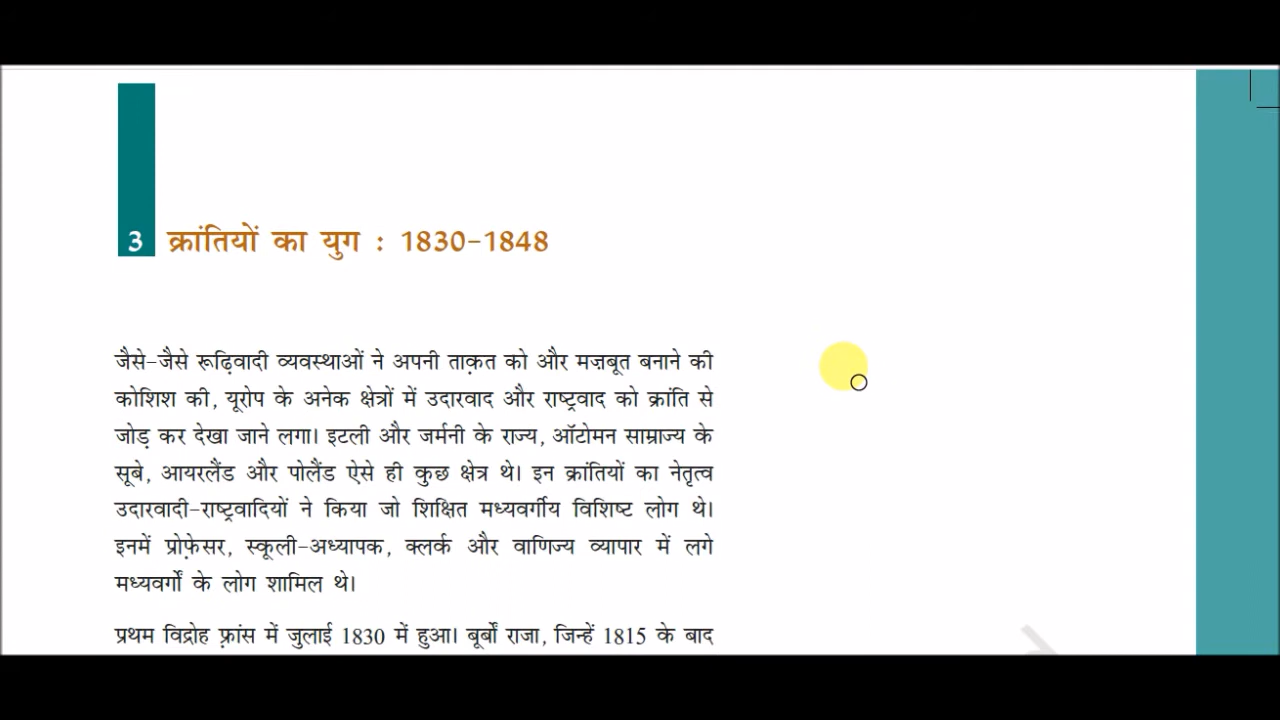 3 क्रांतियों का युग : 1830-1848
जैसे-जैसे रूढ़िवादी व्यवस्थाओं ने अपनी ताक़त को और मज़बूत बनाने की
कोशिश की, यूरोप के अनेक क्षेत्रों में उदारवाद और राष्ट्रवाद को क्रांति से
जोड़ कर देखा जाने लगा। इटली और जर्मनी के राज्य, ऑटोमन साम्राज्य के
सूबे, आयरलैंड और पोलैंड ऐसे ही कुछ क्षेत्र थे। इन क्रांतियों का नेतृत्व
उदारवादी-राष्ट्रवादियों ने किया जो शिक्षित मध्यवर्गीय विशिष्ट लोग थे।
इनमें प्रोफ़ेसर, स्कूली-अध्यापक, क्लर्क और वाणिज्य व्यापार में लगे
मध्यवर्गों के लोग शामिल थे।
प्रथम विद्रोह फ़्रांस में जुलाई 1830 में हुआ। बूर्बों राजा, जिन्हें 1815 के बाद